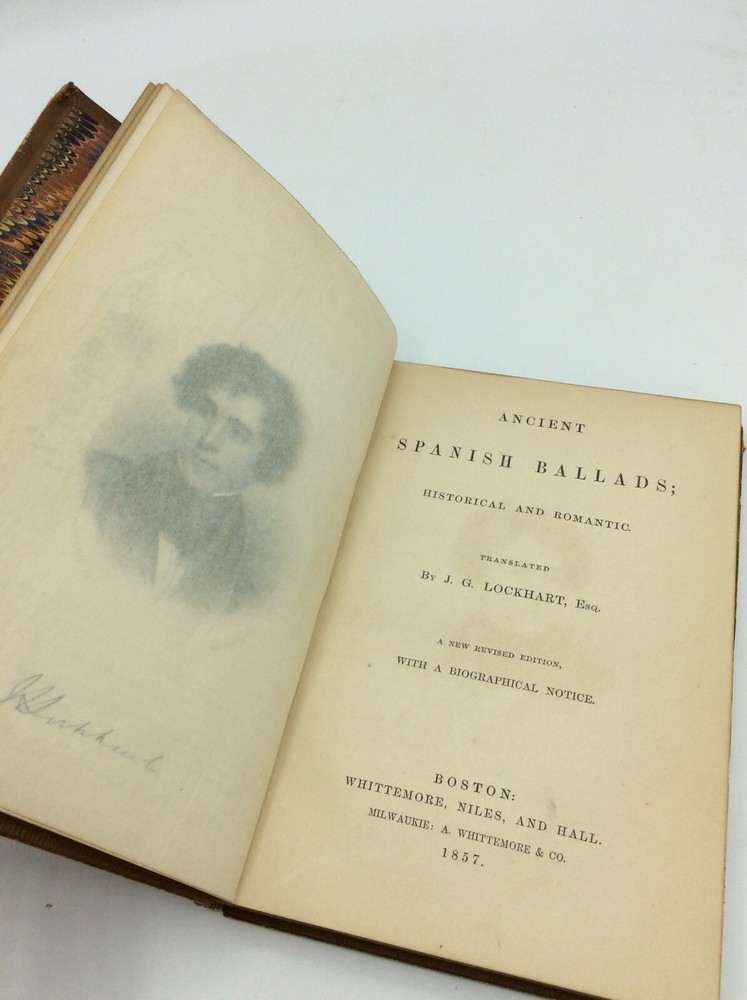 J G Lockhart
ANCIENT
SPANISH BALLADS;
HISTORICAL AND ROMANTIC.
TRANSLATED
BY J. G. LOCKHART, ESQ.
A NEW REVISED EDITION,
WITH A BIOGRAPHICAL NOTICE.
BOSTON:
WHITTEMORE, NILES, AND HALL.
MILWAUKIE: A. WHITTEMORE & CO.
1857.